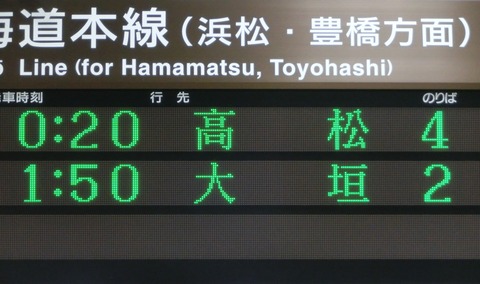 海道本線（浜松・豊橋方面）
Line (for Hamamatsu, Toyohashi)
車時刻 行先 のりば
0:20 高松 4
1:50 大垣 2